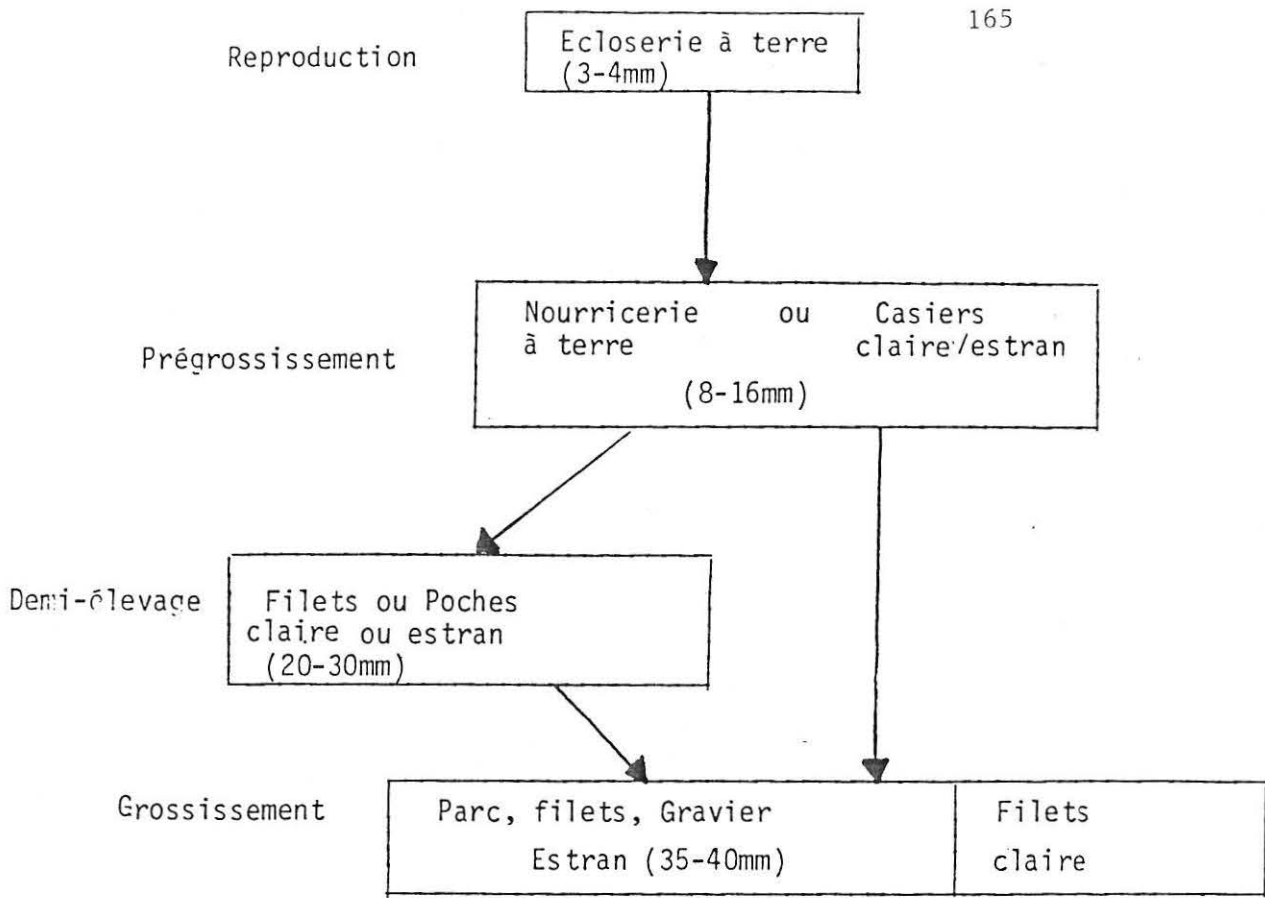 165
Reproduction
Ecloserie à terre
(3-4mm)
Prégrossissement
Nourricerie ou Casiers
à terre claire/estran
(8-16mm)
Demi-élevage
Filets ou Poches
claire ou estran
(20-30mm)
Grossissement
Parc, filets, Gravier
Estran (35-40mm)
Filets
claire